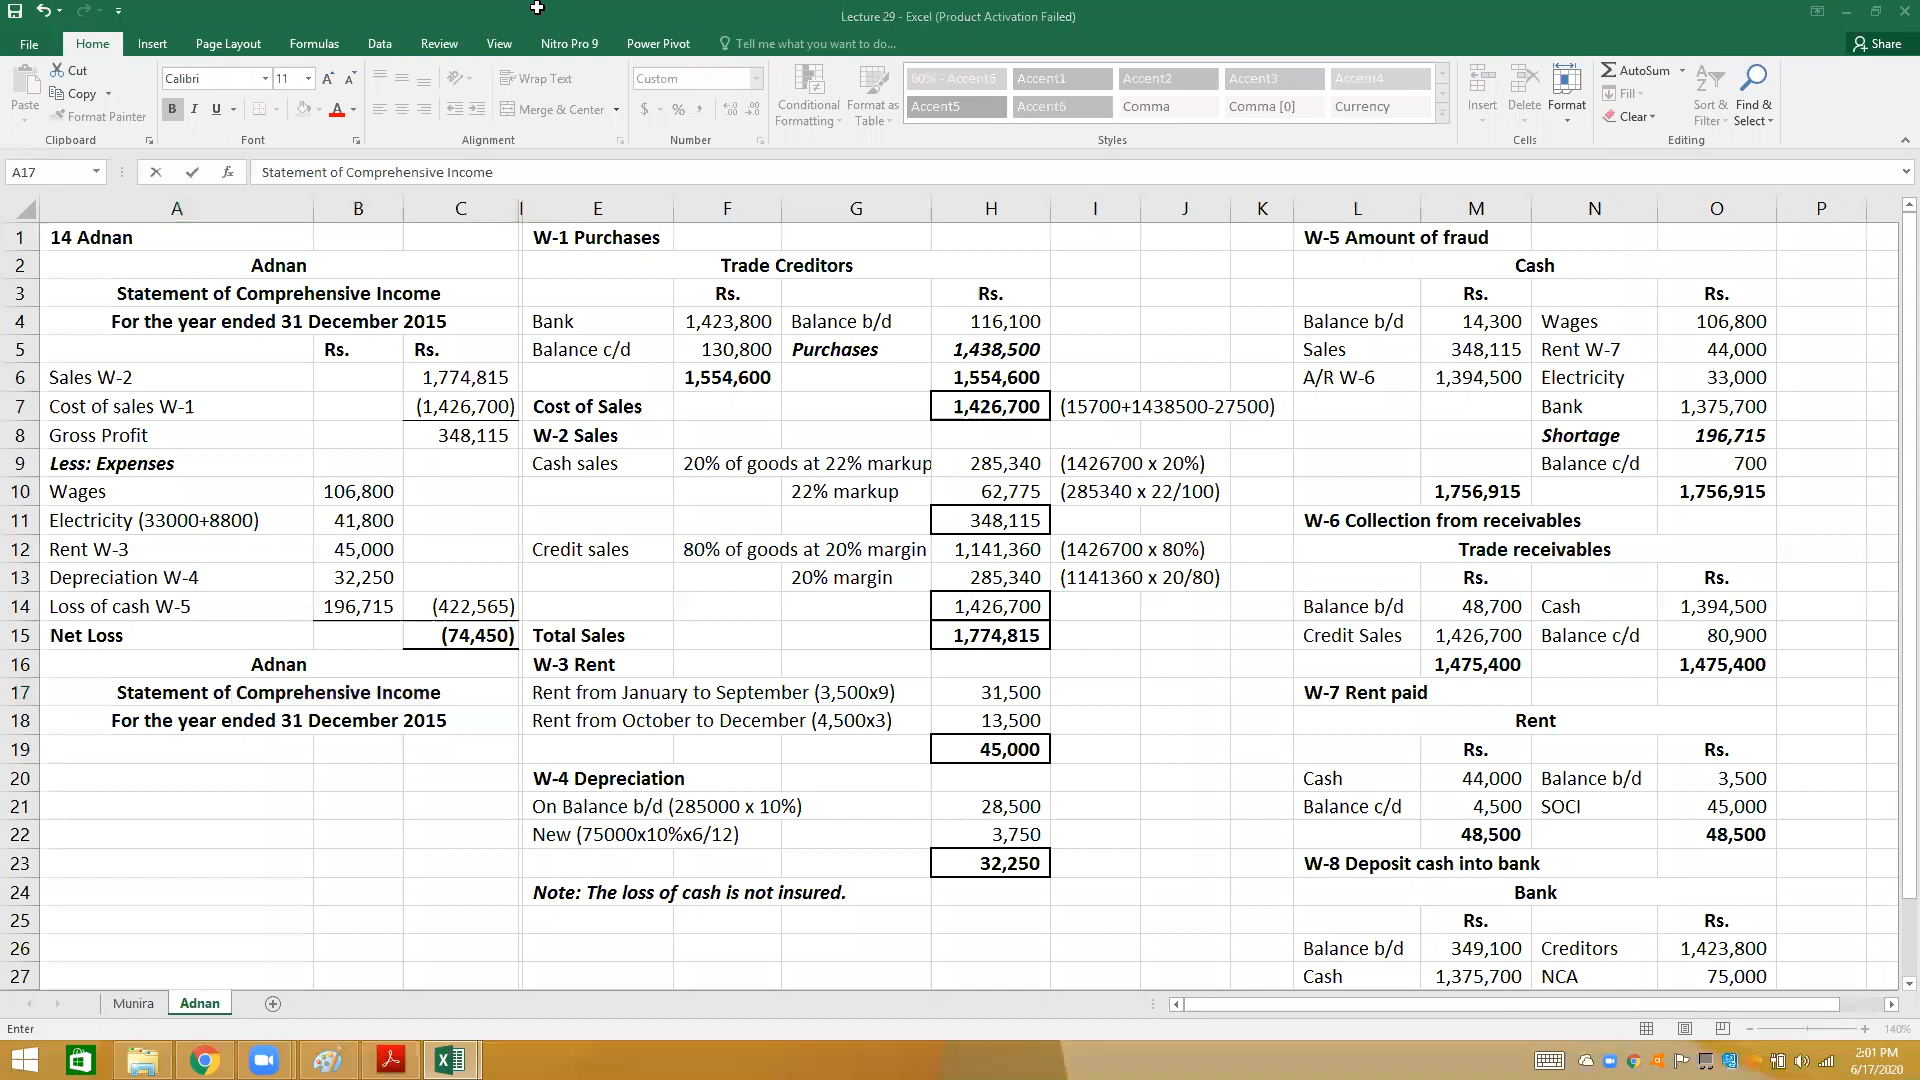 Lecture 29 - Excel (Product Activation Failed)
File Home Insert Page Layout Formulas Data Review View Nitro Pro 9 Power Pivot Tell me what you want to do... Share
Paste Cut Copy Format Painter Clipboard
Calibri 11 A A B I U A Font
Wrap Text Merge & Center Alignment
Custom $ % , Number
Conditional Formatting Format as Table
60% - Accent6 Accent1 Accent2 Accent3 Accent4
Accent5 Accent6 Comma Comma [0] Currency
Styles
Insert Delete Format Cells
AutoSum Fill Clear Sort & Filter Find & Select Editing
A17 fx Statement of Comprehensive Income
A B C E F G H I J K L M N O P
1 14 Adnan W-1 Purchases W-5 Amount of fraud
2 Adnan Trade Creditors Cash
3 Statement of Comprehensive Income Rs. Rs. Rs. Rs.
4 For the year ended 31 December 2015 Bank 1,423,800 Balance b/d 116,100 Balance b/d 14,300 Wages 106,800
5 Rs. Rs. Balance c/d 130,800 Purchases 1,438,500 Sales 348,115 Rent W-7 44,000
6 Sales W-2 1,774,815 1,554,600 1,554,600 A/R W-6 1,394,500 Electricity 33,000
7 Cost of sales W-1 (1,426,700) Cost of Sales 1,426,700 (15700+1438500-27500) Bank 1,375,700
8 Gross Profit 348,115 W-2 Sales Shortage 196,715
9 Less: Expenses Cash sales 20% of goods at 22% markup 285,340 (1426700 x 20%) Balance c/d 700
10 Wages 106,800 22% markup 62,775 (285340 x 22/100) 1,756,915 1,756,915
11 Electricity (33000+8800) 41,800 348,115 W-6 Collection from receivables
12 Rent W-3 45,000 Credit sales 80% of goods at 20% margin 1,141,360 (1426700 x 80%) Trade receivables
13 Depreciation W-4 32,250 20% margin 285,340 (1141360 x 20/80) Rs. Rs.
14 Loss of cash W-5 196,715 (422,565) 1,426,700 Balance b/d 48,700 Cash 1,394,500
15 Net Loss (74,450) Total Sales 1,774,815 Credit Sales 1,426,700 Balance c/d 80,900
16 Adnan W-3 Rent 1,475,400 1,475,400
17 Statement of Comprehensive Income Rent from January to September (3,500x9) 31,500 W-7 Rent paid
18 For the year ended 31 December 2015 Rent from October to December (4,500x3) 13,500 Rent
19 45,000 Rs. Rs.
20 W-4 Depreciation Cash 44,000 Balance b/d 3,500
21 On Balance b/d (285000 x 10%) 28,500 Balance c/d 4,500 SOCI 45,000
22 New (75000x10%x6/12) 3,750 48,500 48,500
23 32,250 W-8 Deposit cash into bank
24 Note: The loss of cash is not insured. Bank
25 Rs. Rs.
26 Balance b/d 349,100 Creditors 1,423,800
27 Cash 1,375,700 NCA 75,000
Munira Adnan
Enter 140%
2:01 PM
6/17/2020